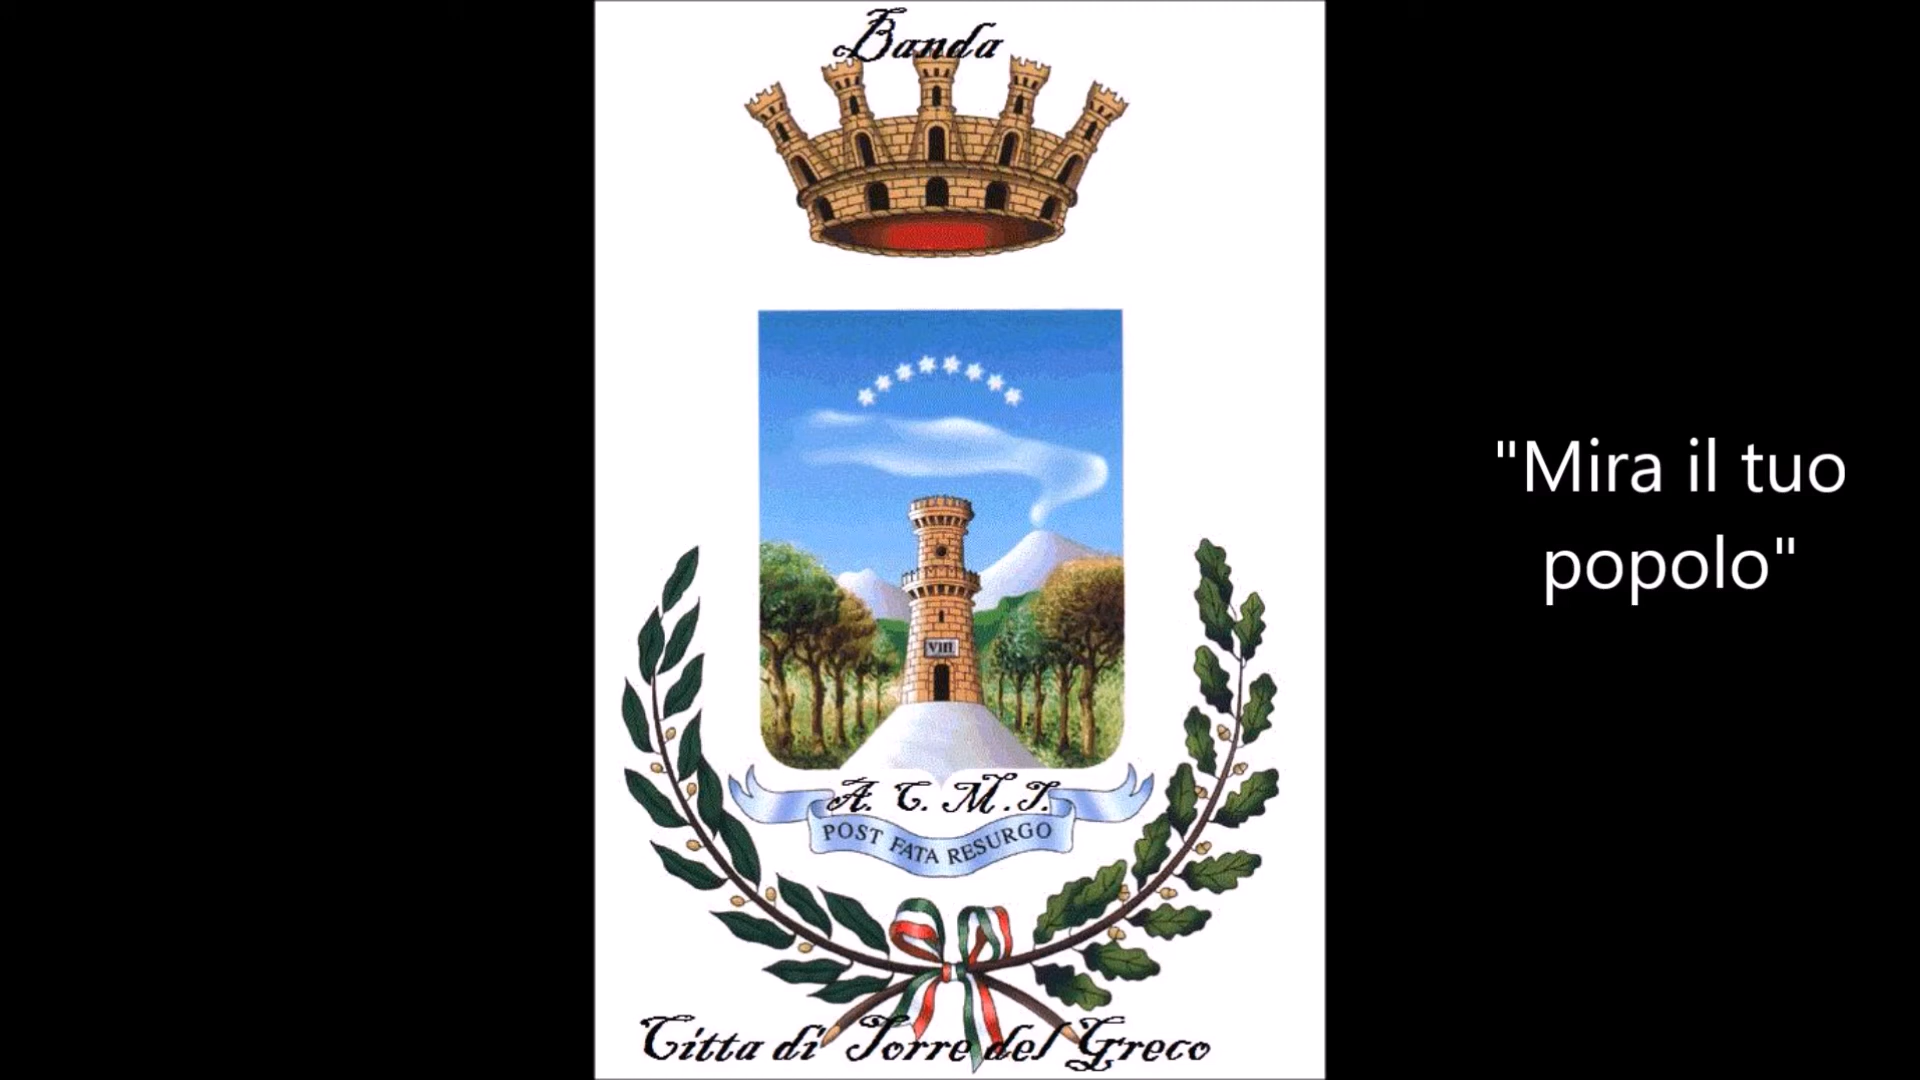 Banda
VIII
A. C. M. T.
POST FATA RESURGO
Citta di Torre del Greco
"Mira il tuo
popolo"